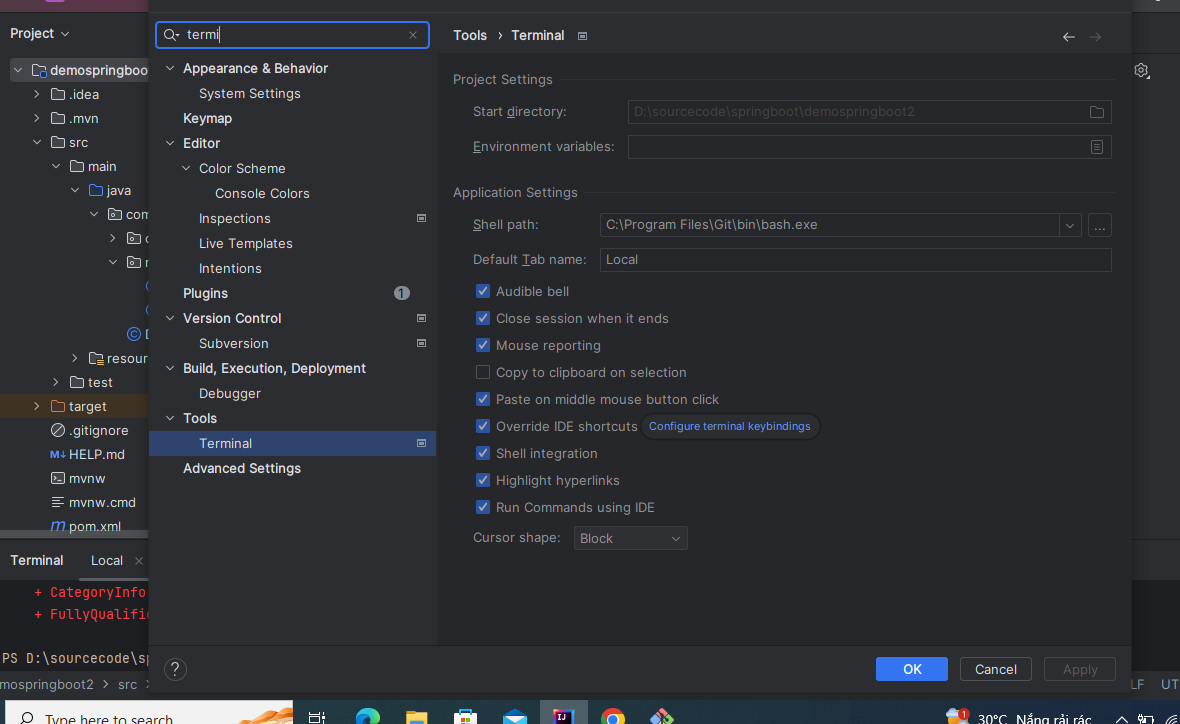 Project
termi
Tools › Terminal
demospringboo
.idea
.mvn
src
main
java
com
resour
test
target
.gitignore
M↓ HELP.md
mvnw
mvnw.cmd
m pom.xml
Appearance & Behavior
System Settings
Keymap
Editor
Color Scheme
Console Colors
Inspections
Live Templates
Intentions
Plugins 1
Version Control
Subversion
Build, Execution, Deployment
Debugger
Tools
Terminal
Advanced Settings
Project Settings
Start directory: D:\sourcecode\springboot\demospringboot2
Environment variables:
Application Settings
Shell path: C:\Program Files\Git\bin\bash.exe ...
Default Tab name: Local
Audible bell
Close session when it ends
Mouse reporting
Copy to clipboard on selection
Paste on middle mouse button click
Override IDE shortcuts Configure terminal keybindings
Shell integration
Highlight hyperlinks
Run Commands using IDE
Cursor shape: Block
Terminal Local
+ CategoryInfo
+ FullyQualifi
PS D:\sourcecode\sp
? OK Cancel Apply
mospringboot2 > src LF UT
Type here to search
IJ
1
30°C Nắng rải rác